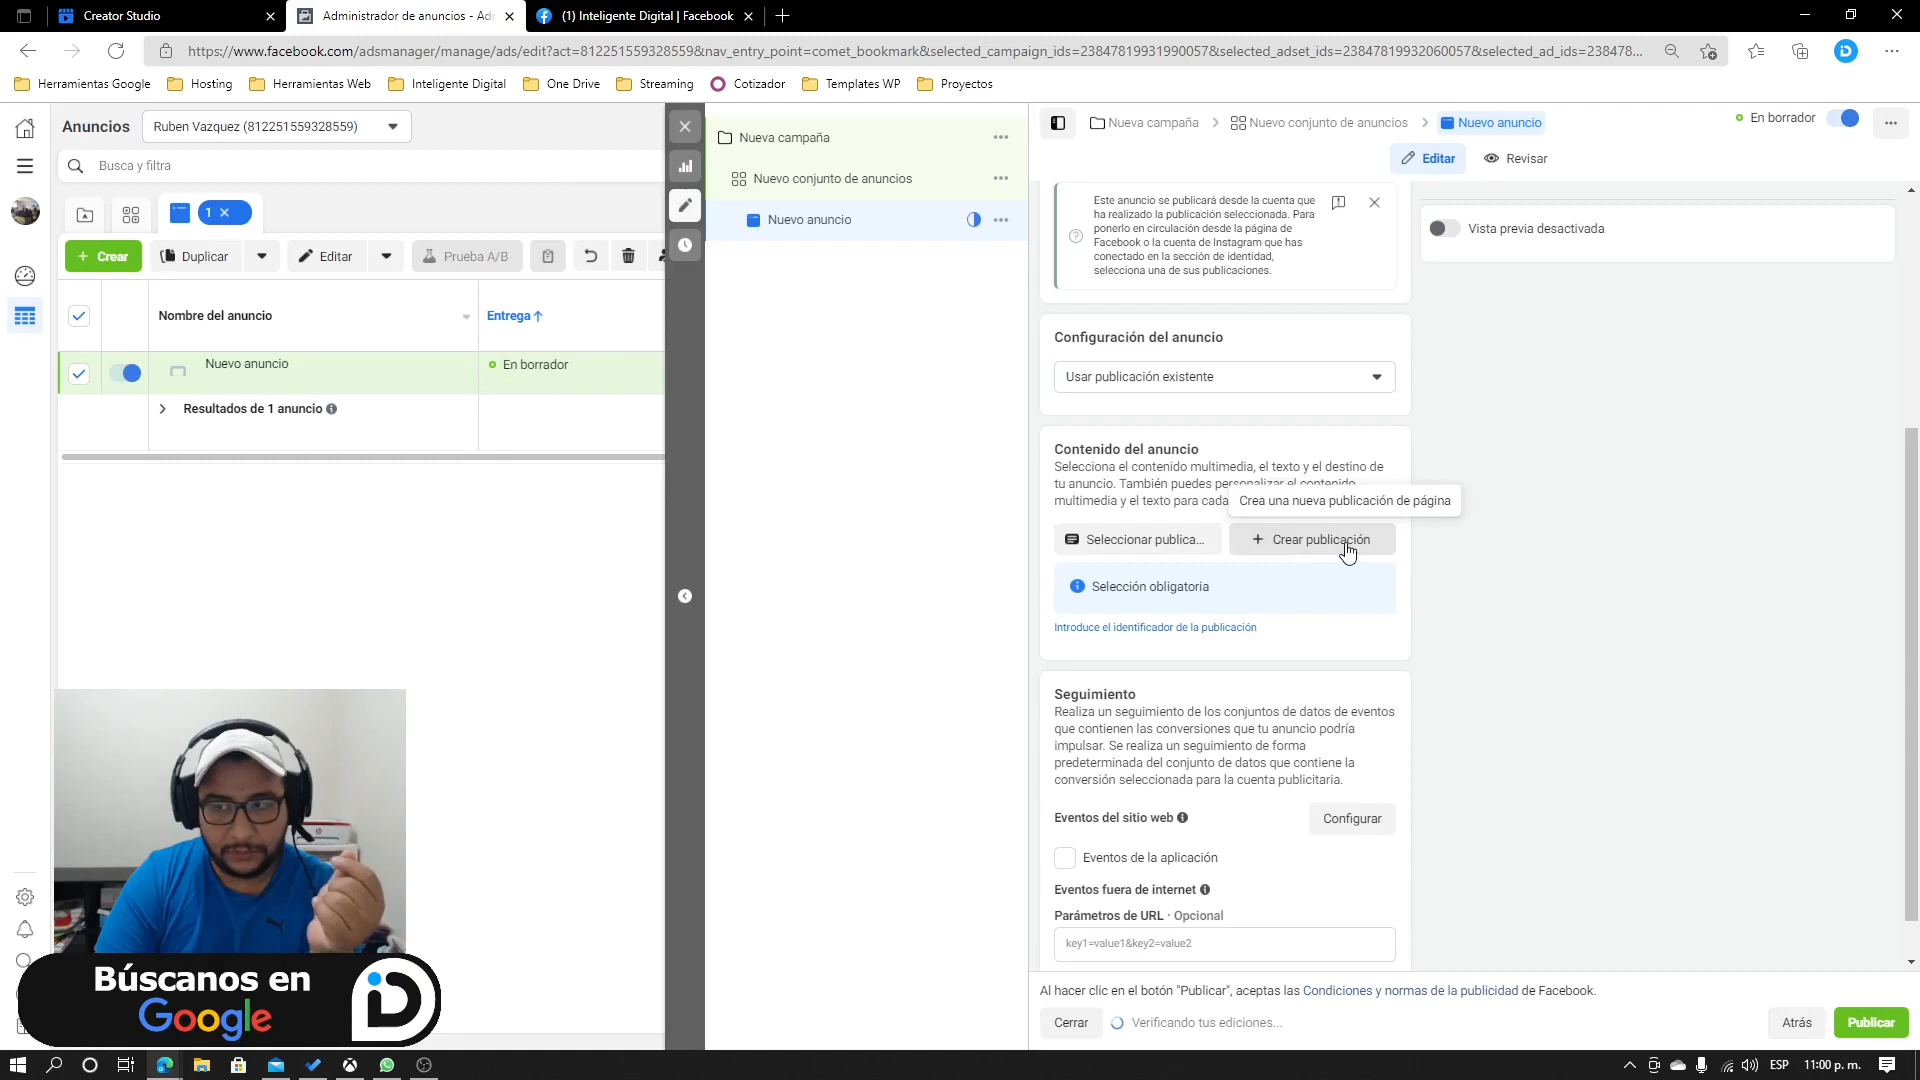 Creator Studio
Administrador de anuncios - Ad
(1) Inteligente Digital | Facebook
https://www.facebook.com/adsmanager/manage/ads/edit?act=812251559328559&nav_entry_point=comet_bookmark&selected_campaign_ids=23847819931990057&selected_adset_ids=23847819932060057&selected_ad_ids=238478...
Herramientas Google
Hosting
Herramientas Web
Inteligente Digital
One Drive
Streaming
Cotizador
Templates WP
Proyectos
Anuncios
Ruben Vazquez (812251559328559)
Busca y filtra
1
+ Crear
Duplicar
Editar
Prueba A/B
Nombre del anuncio
Entrega
Nuevo anuncio
En borrador
Resultados de 1 anuncio
Nueva campaña
Nuevo conjunto de anuncios
Nuevo anuncio
Nueva campaña
Nuevo conjunto de anuncios
Nuevo anuncio
En borrador
Editar
Revisar
Este anuncio se publicará desde la cuenta que
ha realizado la publicación seleccionada. Para
ponerlo en circulación desde la página de
Facebook o la cuenta de Instagram que has
conectado en la sección de identidad,
selecciona una de sus publicaciones.
Vista previa desactivada
Configuración del anuncio
Usar publicación existente
Contenido del anuncio
Selecciona el contenido multimedia, el texto y el destino de
tu anuncio. También puedes personalizar el contenido
multimedia y el texto para cada
Crea una nueva publicación de página
Seleccionar publica...
+ Crear publicación
Selección obligatoria
Introduce el identificador de la publicación
Seguimiento
Realiza un seguimiento de los conjuntos de datos de eventos
que contienen las conversiones que tu anuncio podría
impulsar. Se realiza un seguimiento de forma
predeterminada del conjunto de datos que contiene la
conversión seleccionada para la cuenta publicitaria.
Eventos del sitio web
Configurar
Eventos de la aplicación
Eventos fuera de internet
Parámetros de URL · Opcional
key1=value1&key2=value2
Al hacer clic en el botón "Publicar", aceptas las Condiciones y normas de la publicidad de Facebook.
Cerrar
Verificando tus ediciones...
Atrás
Publicar
Búscanos en
Google
iD
ESP
11:00 p. m.